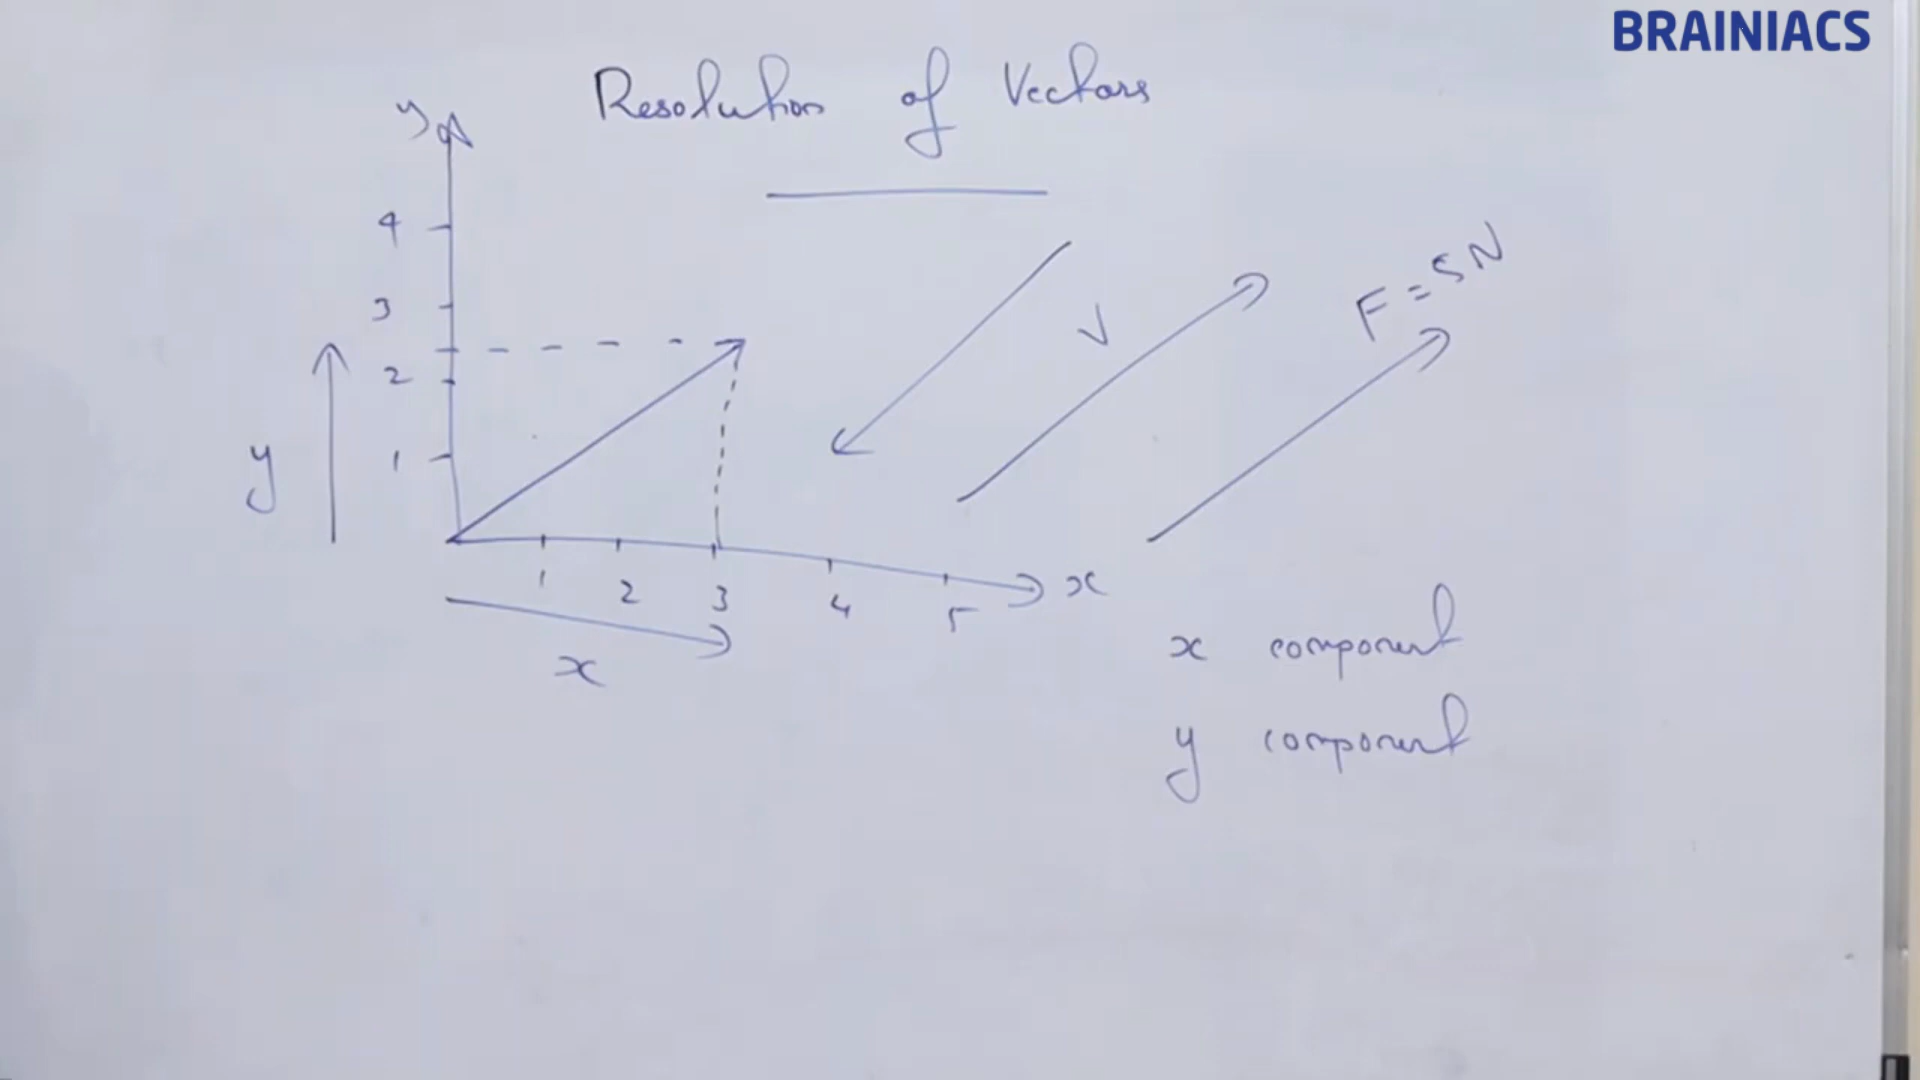 BRAINIACS
Resolution of Vectors
y
4
3
2
1
y
1 2 3 4 5
x
x
V
F = 5N
x component
y component